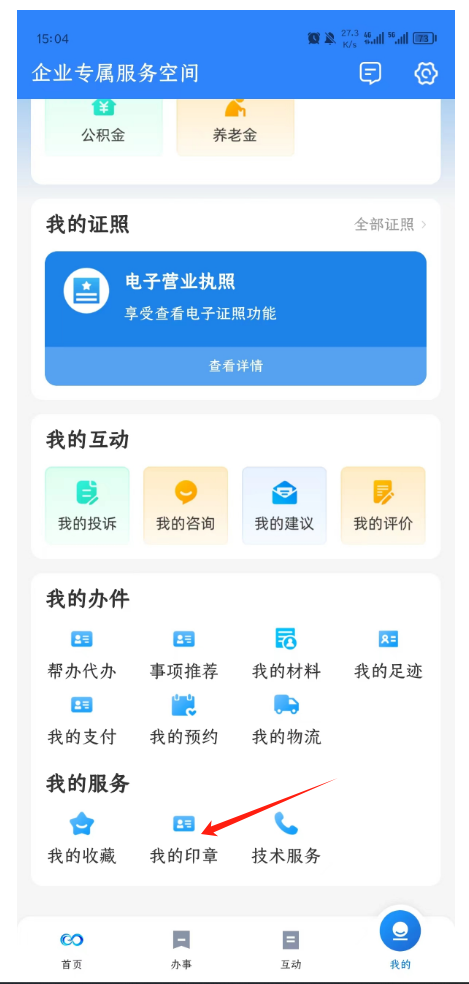 15:04
27.3 K/s 4G 5G
企业专属服务空间
公积金 养老金
我的证照 全部证照
电子营业执照
享受查看电子证照功能
查看详情
我的互动
我的投诉 我的咨询 我的建议 我的评价
我的办件
帮办代办 事项推荐 我的材料 我的足迹
我的支付 我的预约 我的物流
我的服务
我的收藏 我的印章 技术服务
首页 办事 互动 我的